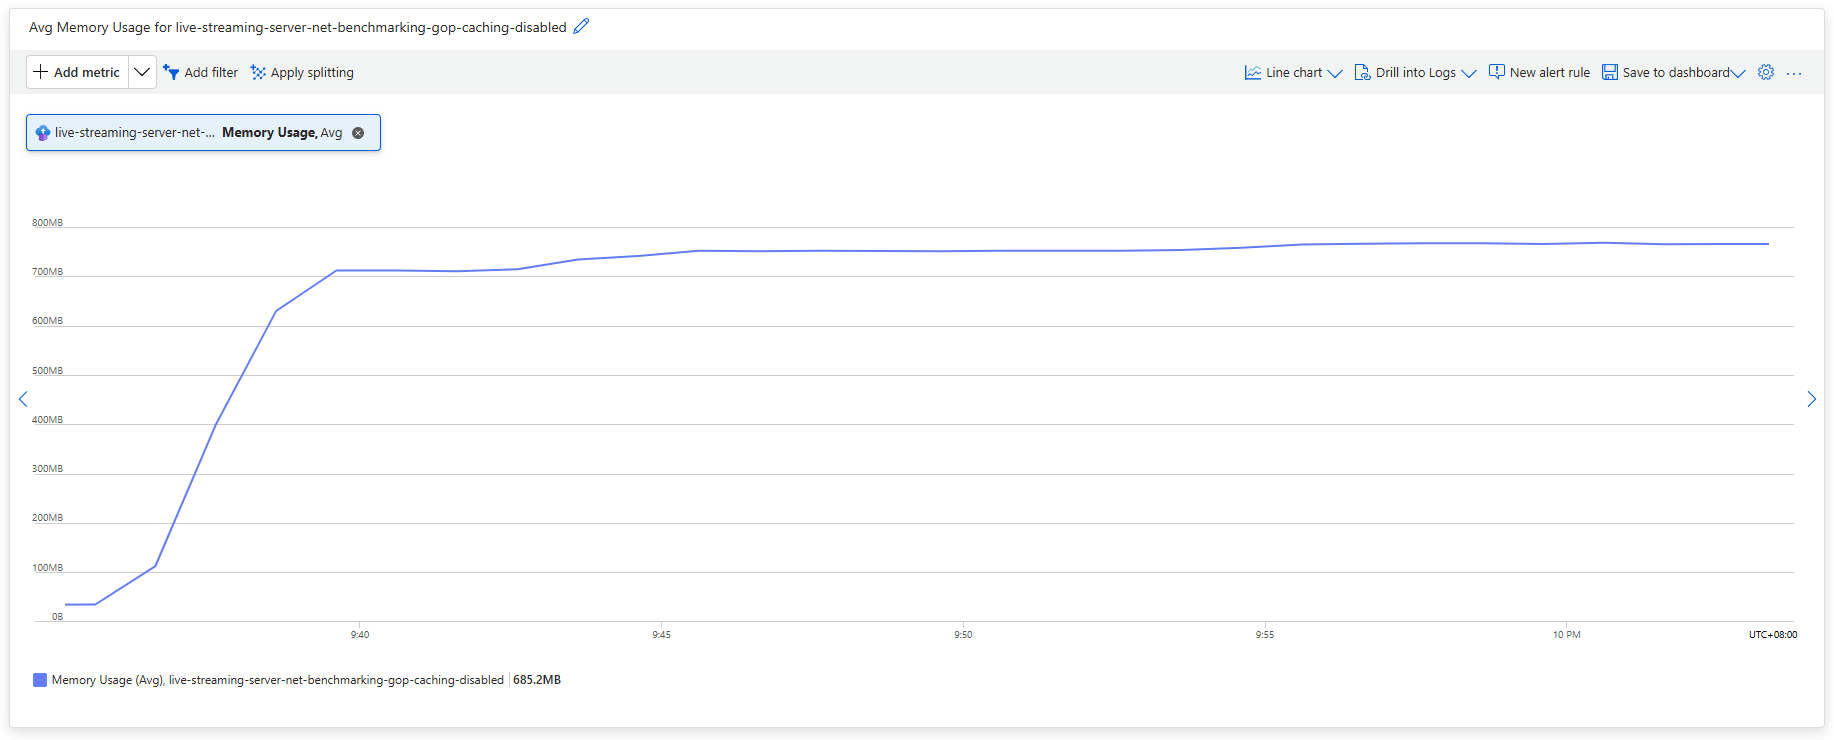 Avg Memory Usage for live-streaming-server-net-benchmarking-gop-caching-disabled
Add metric Add filter Apply splitting Line chart Drill into Logs New alert rule Save to dashboard ...
live-streaming-server-net-... Memory Usage, Avg
800MB
700MB
600MB
500MB
400MB
300MB
200MB
100MB
0B
9:40 9:45 9:50 9:55 10 PM UTC+08:00
Memory Usage (Avg), live-streaming-server-net-benchmarking-gop-caching-disabled 685.2MB